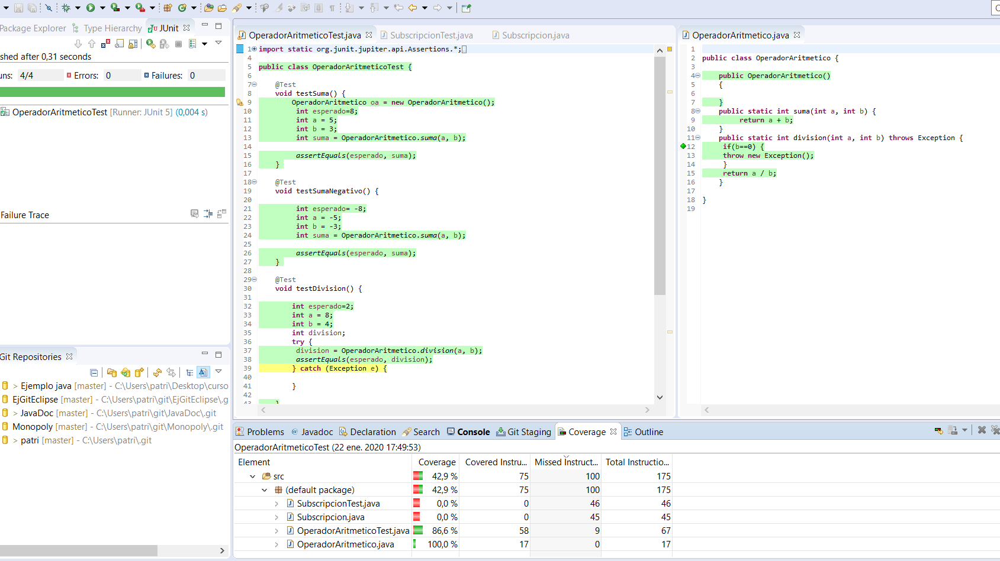 Package Explorer
Type Hierarchy
JUnit
shed after 0,31 seconds
uns: 4/4
Errors: 0
Failures: 0
OperadorAritmeticoTest [Runner: JUnit 5] (0,004 s)
Failure Trace
Git Repositories
> Ejemplo java [master] - C:\Users\patri\Desktop\curso
EjGitEclipse [master] - C:\Users\patri\git\EjGitEclipse\.g
> JavaDoc [master] - C:\Users\patri\git\JavaDoc\.git
Monopoly [master] - C:\Users\patri\git\Monopoly\.git
> patri [master] - C:\Users\patri\.git
OperadorAritmeticoTest.java
SubscripcionTest.java
Subscripcion.java
1 import static org.junit.jupiter.api.Assertions.*;
4
5 public class OperadorAritmeticoTest {
6
7 @Test
8 void testSuma() {
9 OperadorAritmetico oa = new OperadorAritmetico();
10 int esperado=8;
11 int a = 5;
12 int b = 3;
13 int suma = OperadorAritmetico.suma(a, b);
14
15 assertEquals(esperado, suma);
16 }
17
18 @Test
19 void testSumaNegativo() {
20
21 int esperado= -8;
22 int a = -5;
23 int b = -3;
24 int suma = OperadorAritmetico.suma(a, b);
25
26 assertEquals(esperado, suma);
27 }
28
29 @Test
30 void testDivision() {
31
32 int esperado=2;
33 int a = 8;
34 int b = 4;
35 int division;
36 try {
37 division = OperadorAritmetico.division(a, b);
38 assertEquals(esperado, division);
39 } catch (Exception e) {
40
41 }
42
43 }
OperadorAritmetico.java
1
2 public class OperadorAritmetico {
3
4 public OperadorAritmetico()
5 {
6
7 }
8 public static int suma(int a, int b) {
9 return a + b;
10 }
11 public static int division(int a, int b) throws Exception {
12 if(b==0) {
13 throw new Exception();
14 }
15 return a / b;
16 }
17
18 }
19
Problems
Javadoc
Declaration
Search
Console
Git Staging
Coverage
Outline
OperadorAritmeticoTest (22 ene. 2020 17:49:53)
Element Coverage Covered Instru... Missed Instruct... Total Instructio...
src 42,9 % 75 100 175
(default package) 42,9 % 75 100 175
SubscripcionTest.java 0,0 % 0 46 46
Subscripcion.java 0,0 % 0 45 45
OperadorAritmeticoTest.java 86,6 % 58 9 67
OperadorAritmetico.java 100,0 % 17 0 17